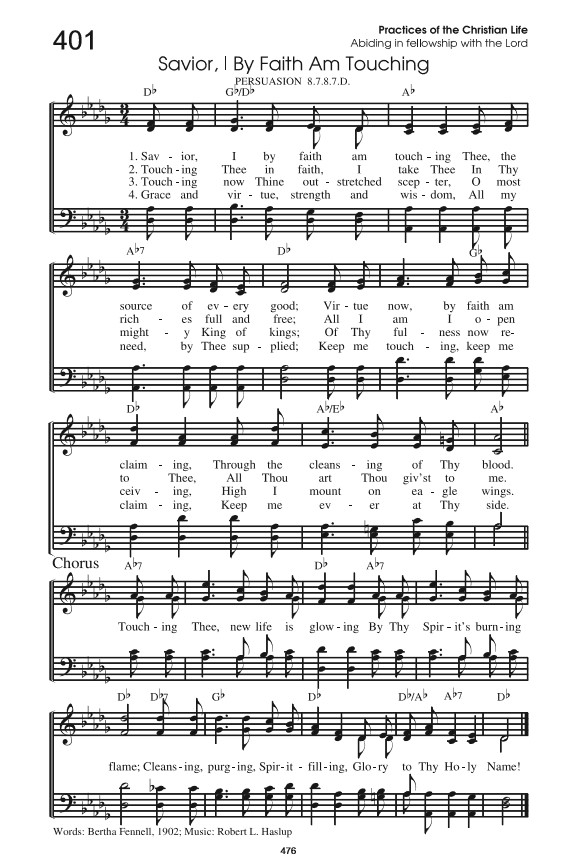 401
Practices of the Christian Life
Abiding in fellowship with the Lord
Savior, I By Faith Am Touching
PERSUASION 8.7.8.7.D.
D♭ G♭/D♭ A♭
3
4
1. Sav - ior, I by faith am touch - ing Thee, the
2. Touch - ing Thee in faith, I take Thee In Thy
3. Touch - ing now Thine out - stretched scep - ter, O most
4. Grace and vir - tue, strength and wis - dom, All my
3
4
A♭7 D♭ G♭
source of ev - ery good; Vir - tue now, by faith am
rich - es full and free; All I am I o - pen
might - y King of kings; Of Thy ful - ness now re-
need, by Thee sup - plied; Keep me touch - ing, keep me
D♭ A♭/E♭ A♭
claim - ing, Through the cleans - ing of Thy blood.
to Thee, All Thou art Thou giv'st to me.
ceiv - ing, High I mount on ea - gle wings.
claim - ing, Keep me ev - er at Thy side.
Chorus
A♭7 D♭ A♭7
Touch - ing Thee, new life is glow - ing By Thy Spir - it's burn - ing
D♭ D♭7 G♭ D♭ D♭/A♭ A♭7 D♭
flame; Cleans - ing, purg - ing, Spir - it - fill - ing, Glo - ry to Thy Ho - ly Name!
Words: Bertha Fennell, 1902; Music: Robert L. Haslup
476